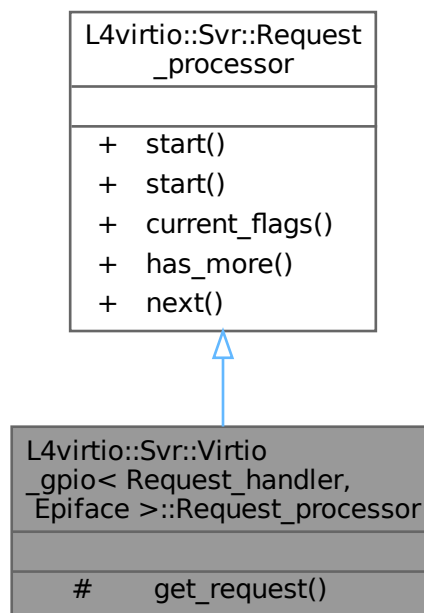 L4virtio::Svr::Request
_processor
+ start()
+ start()
+ current_flags()
+ has_more()
+ next()
L4virtio::Svr::Virtio
_gpio< Request_handler,
 Epiface >::Request_processor
# get_request()